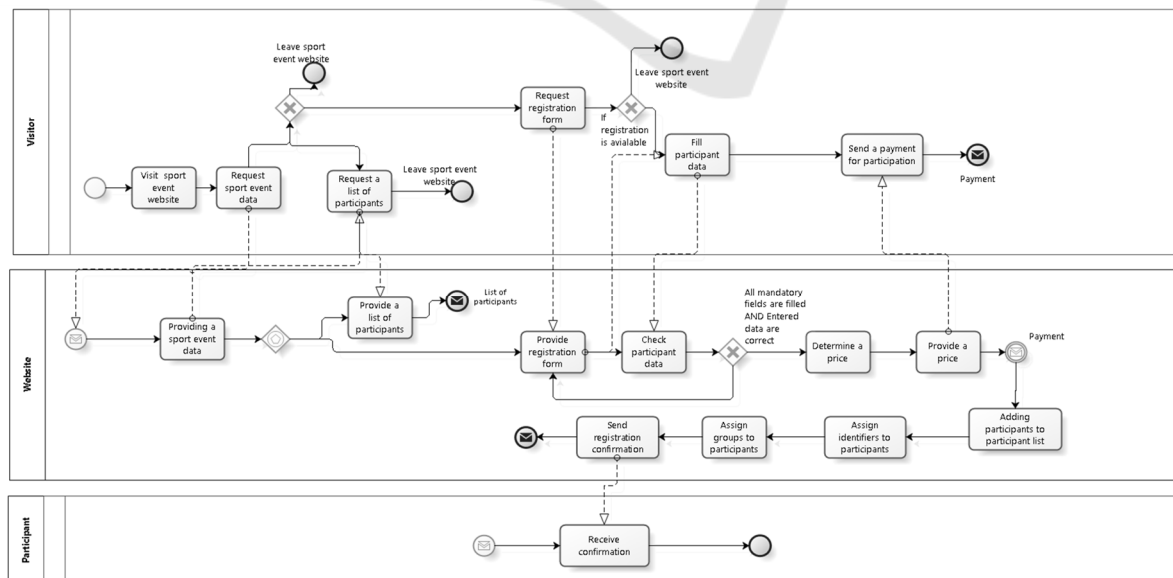 Visitor
Leave sport
event website
Visit sport
event
website
Request
sport event
data
Request a
list of
participants
Leave sport event
website
Request
registration
form
If
registration
is avialable
Leave sport event
website
Fill
participant
data
Send a payment
for participation
Payment
Website
Providing a
sport event
data
Provide a
list of
participants
List of
participants
Provide
registration
form
Check
participant
data
All mandatory
fields are filled
AND Entered
data are
correct
Determine a
price
Provide a
price
Payment
Adding
participants to
participant list
Assign
identifiers to
participants
Assign
groups to
participants
Send
registration
confirmation
Participant
Receive
confirmation